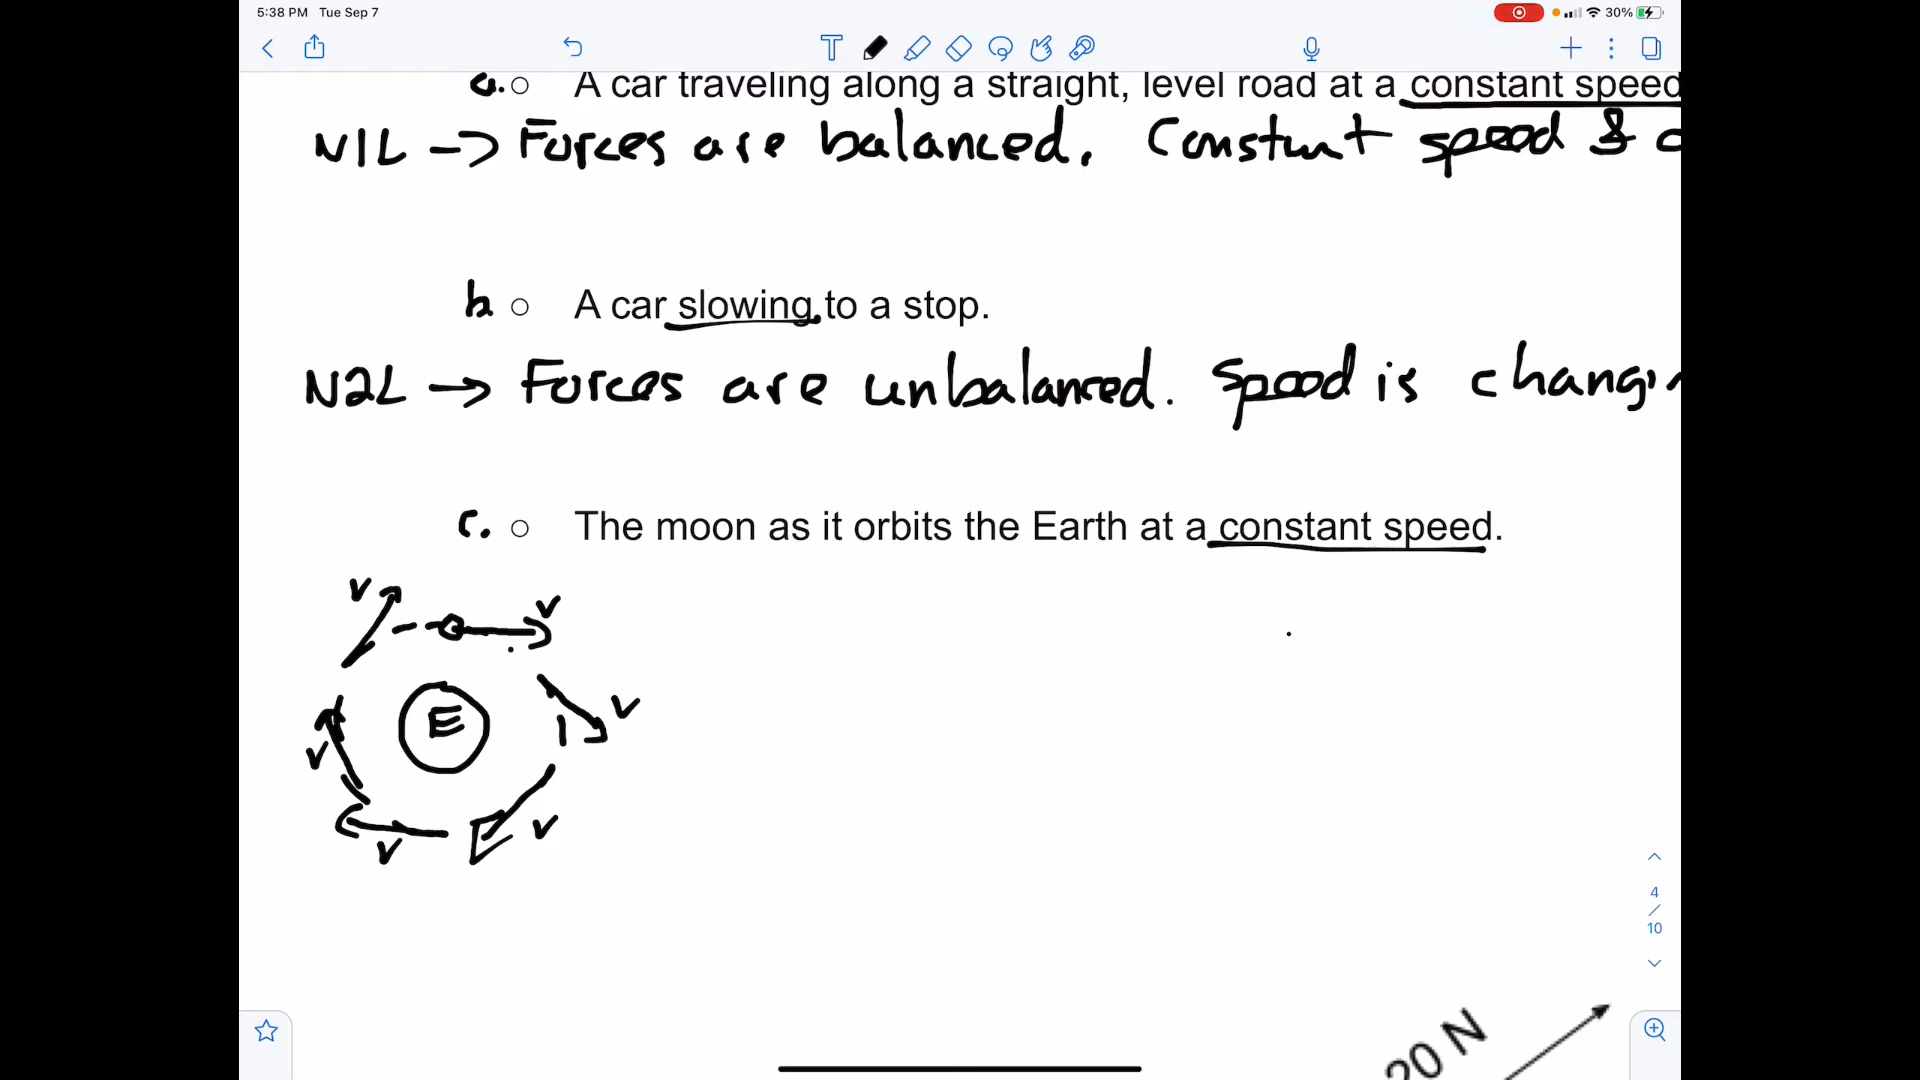 5:38 PM Tue Sep 7
30%
a. ○ A car traveling along a straight, level road at a constant speed
N1L → Forces are balanced. Constant speed &
b ○ A car slowing to a stop.
N2L → Forces are unbalanced. Speed is changin
c. ○ The moon as it orbits the Earth at a constant speed.
V
V
V
E
V
V
V
4
/
10
20 N